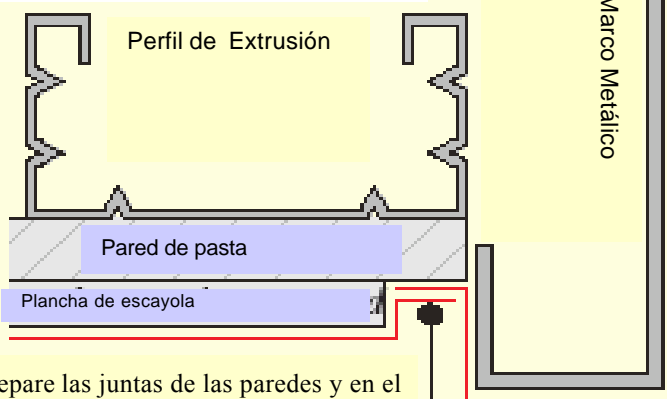 Perfil de Extrusión
Marco Metálico
Pared de pasta
Plancha de escayola
epare las juntas de las paredes y en el